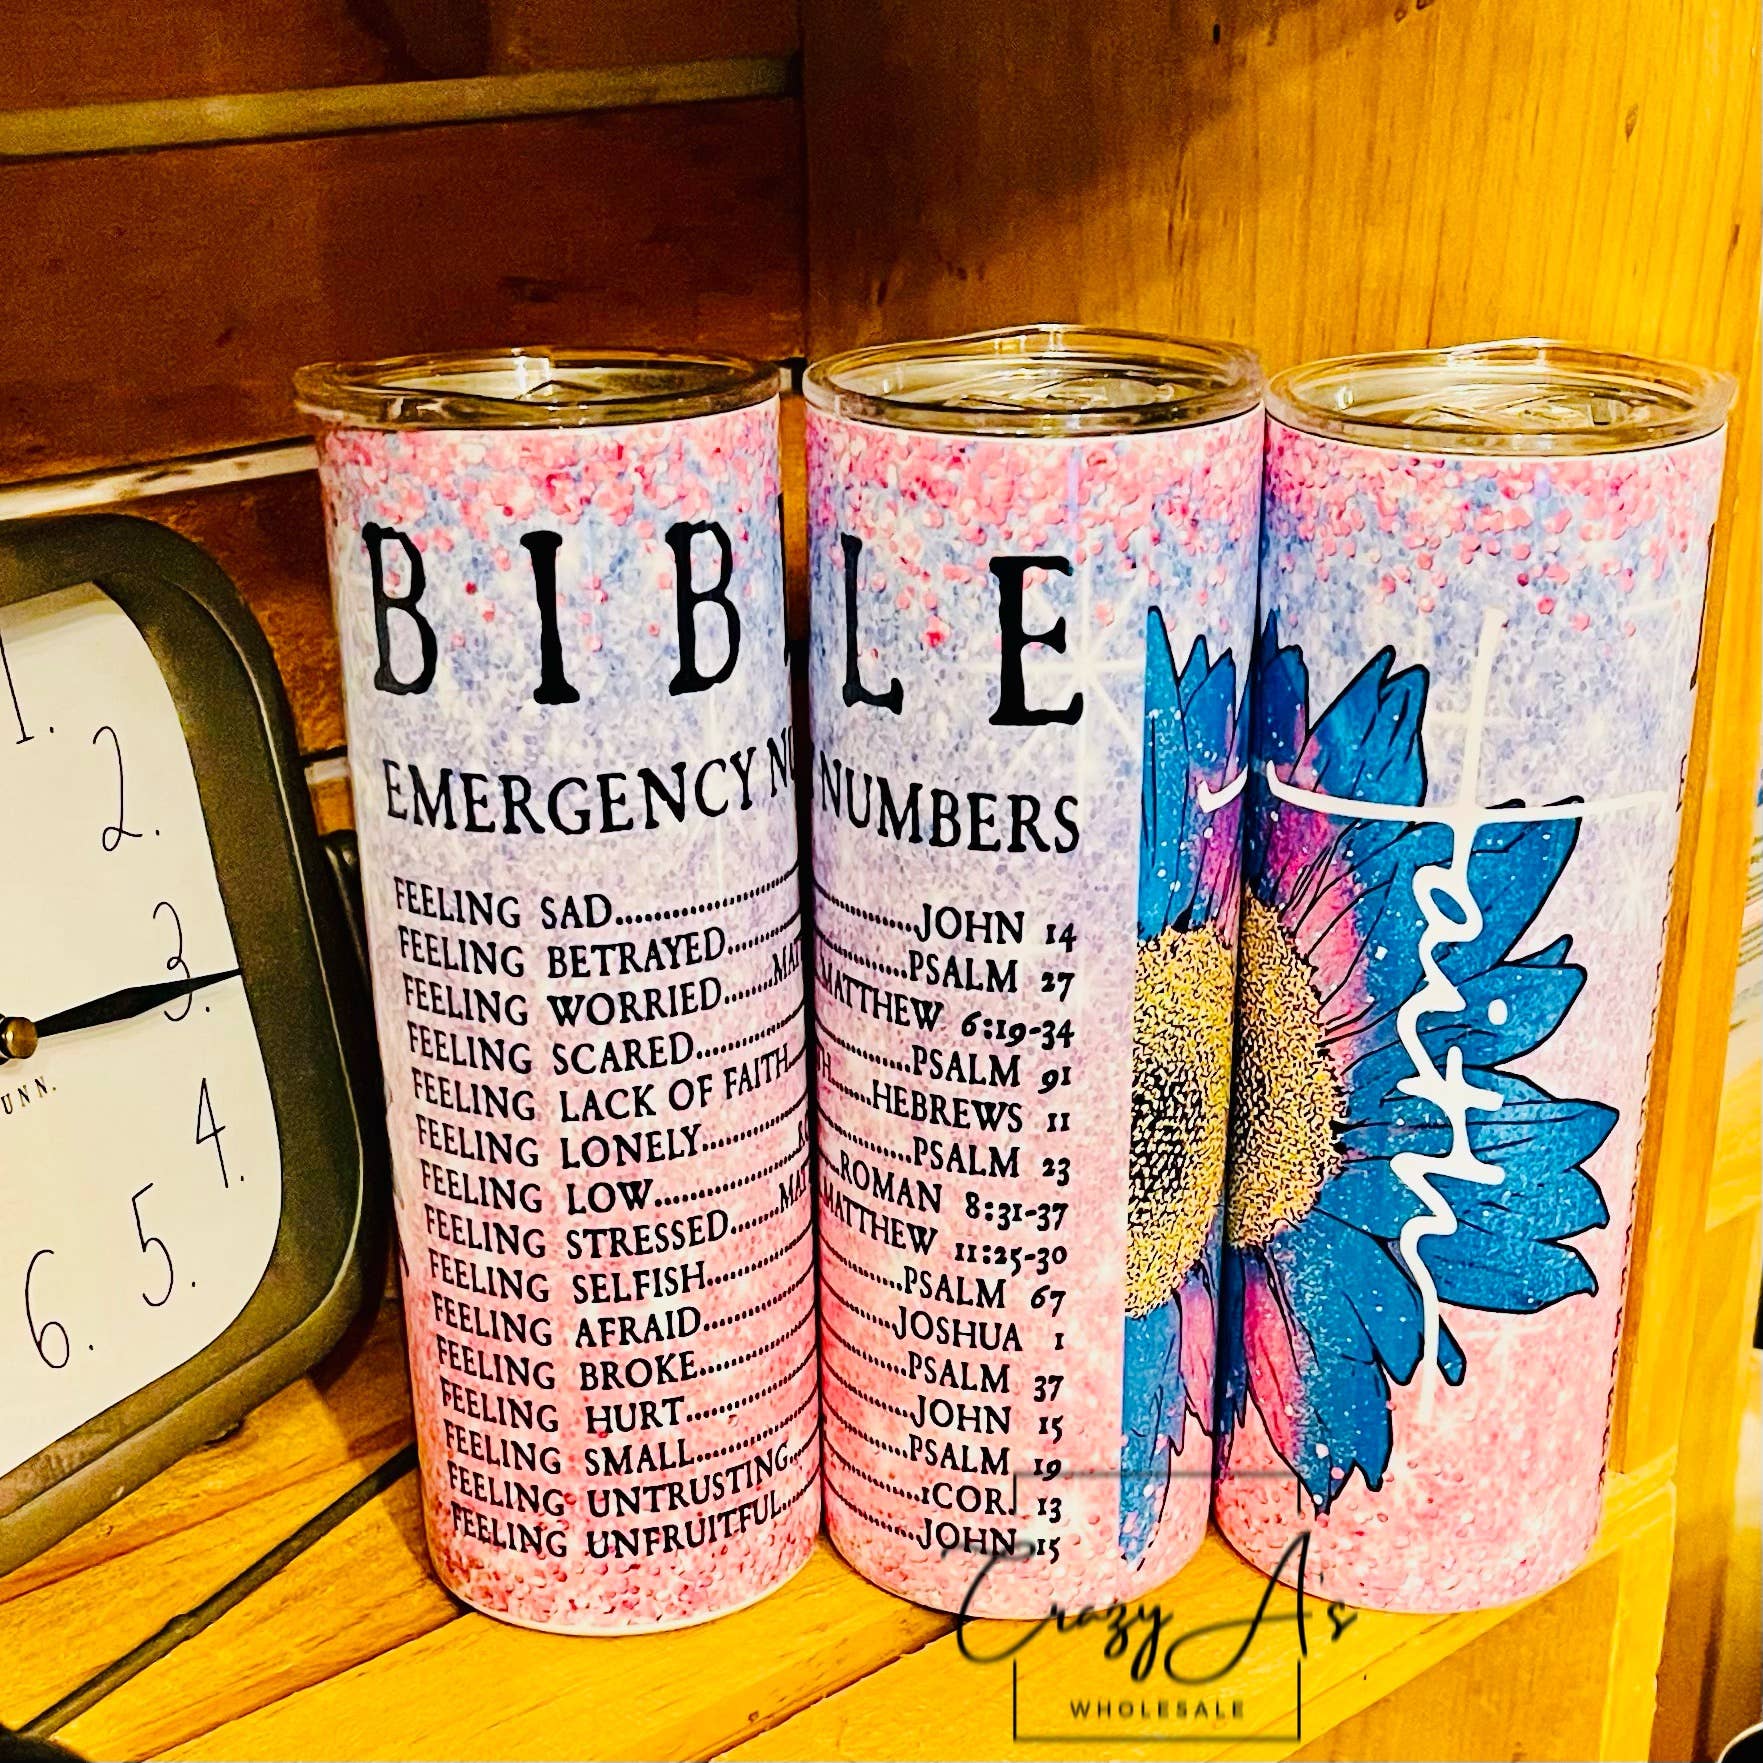 BIBLE
EMERGENCY NUMBERS
FEELING SAD..........JOHN 14
FEELING BETRAYED..........PSALM 27
FEELING WORRIED..........MATTHEW 6:19-34
FEELING SCARED..........PSALM 91
FEELING LACK OF FAITH..........HEBREWS 11
FEELING LONELY..........PSALM 23
FEELING LOW..........ROMAN 8:31-37
FEELING STRESSED..........MATTHEW 11:25-30
FEELING SELFISH..........PSALM 67
FEELING AFRAID..........JOSHUA 1
FEELING BROKE..........PSALM 37
FEELING HURT..........JOHN 15
FEELING SMALL..........PSALM 19
FEELING UNTRUSTING..........1COR. 13
FEELING UNFRUITFUL..........JOHN 15
faith
1.
2.
3.
4.
5.
6.
UNN.
Crazy A's
WHOLESALE